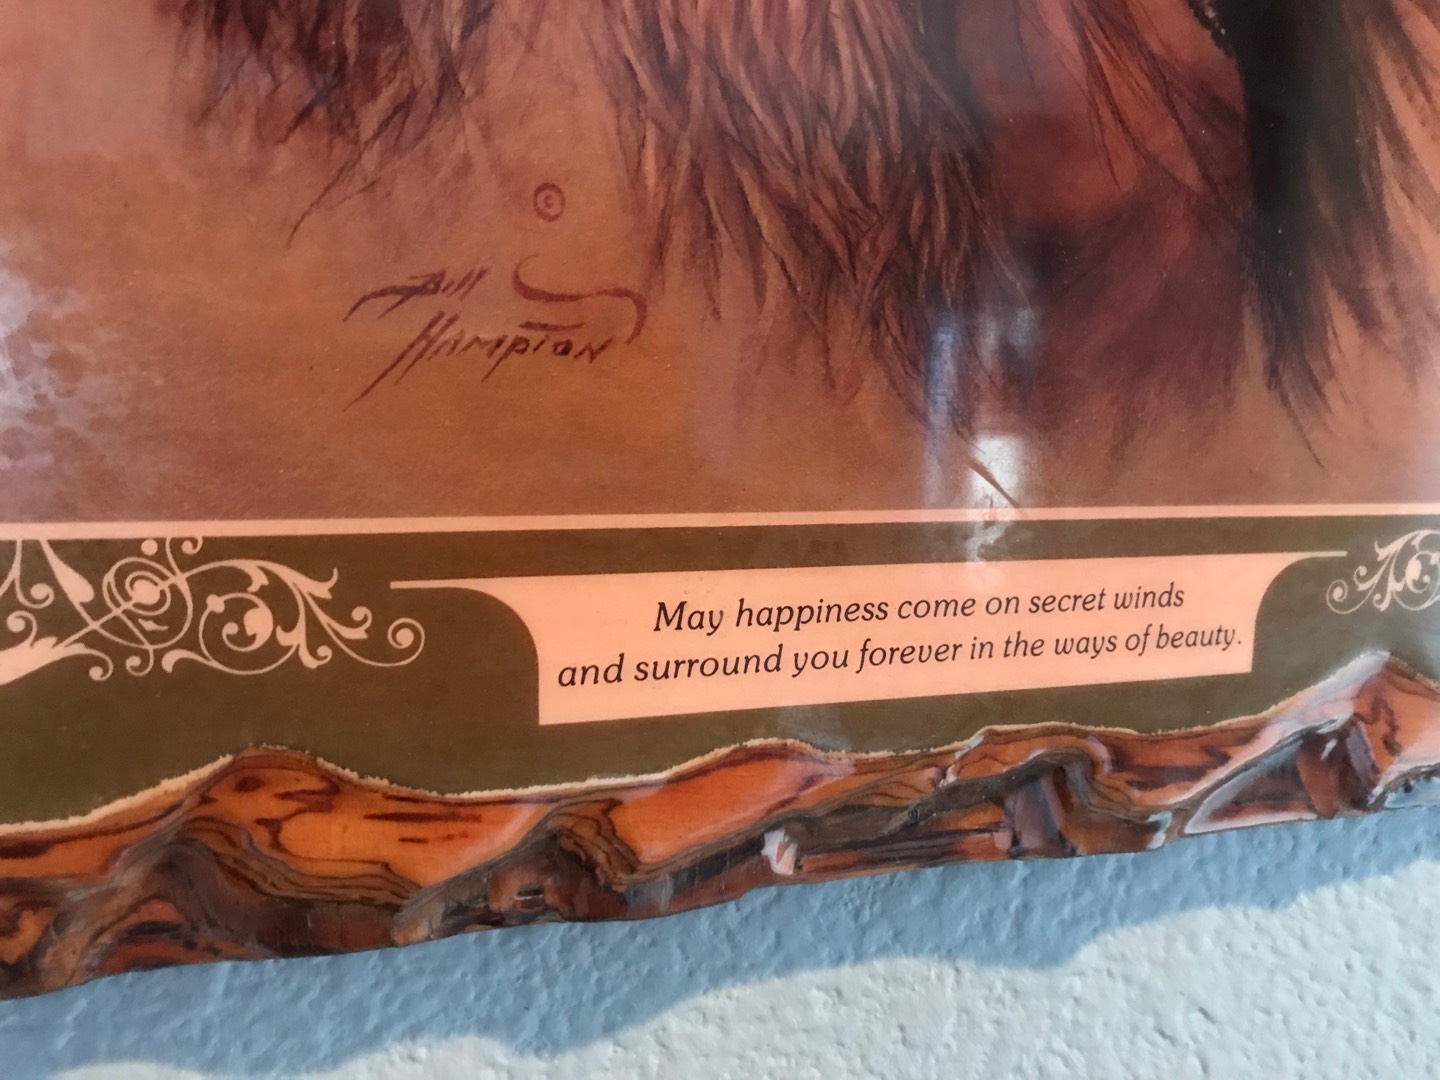 ©
Bill
Hampton
May happiness come on secret winds
and surround you forever in the ways of beauty.